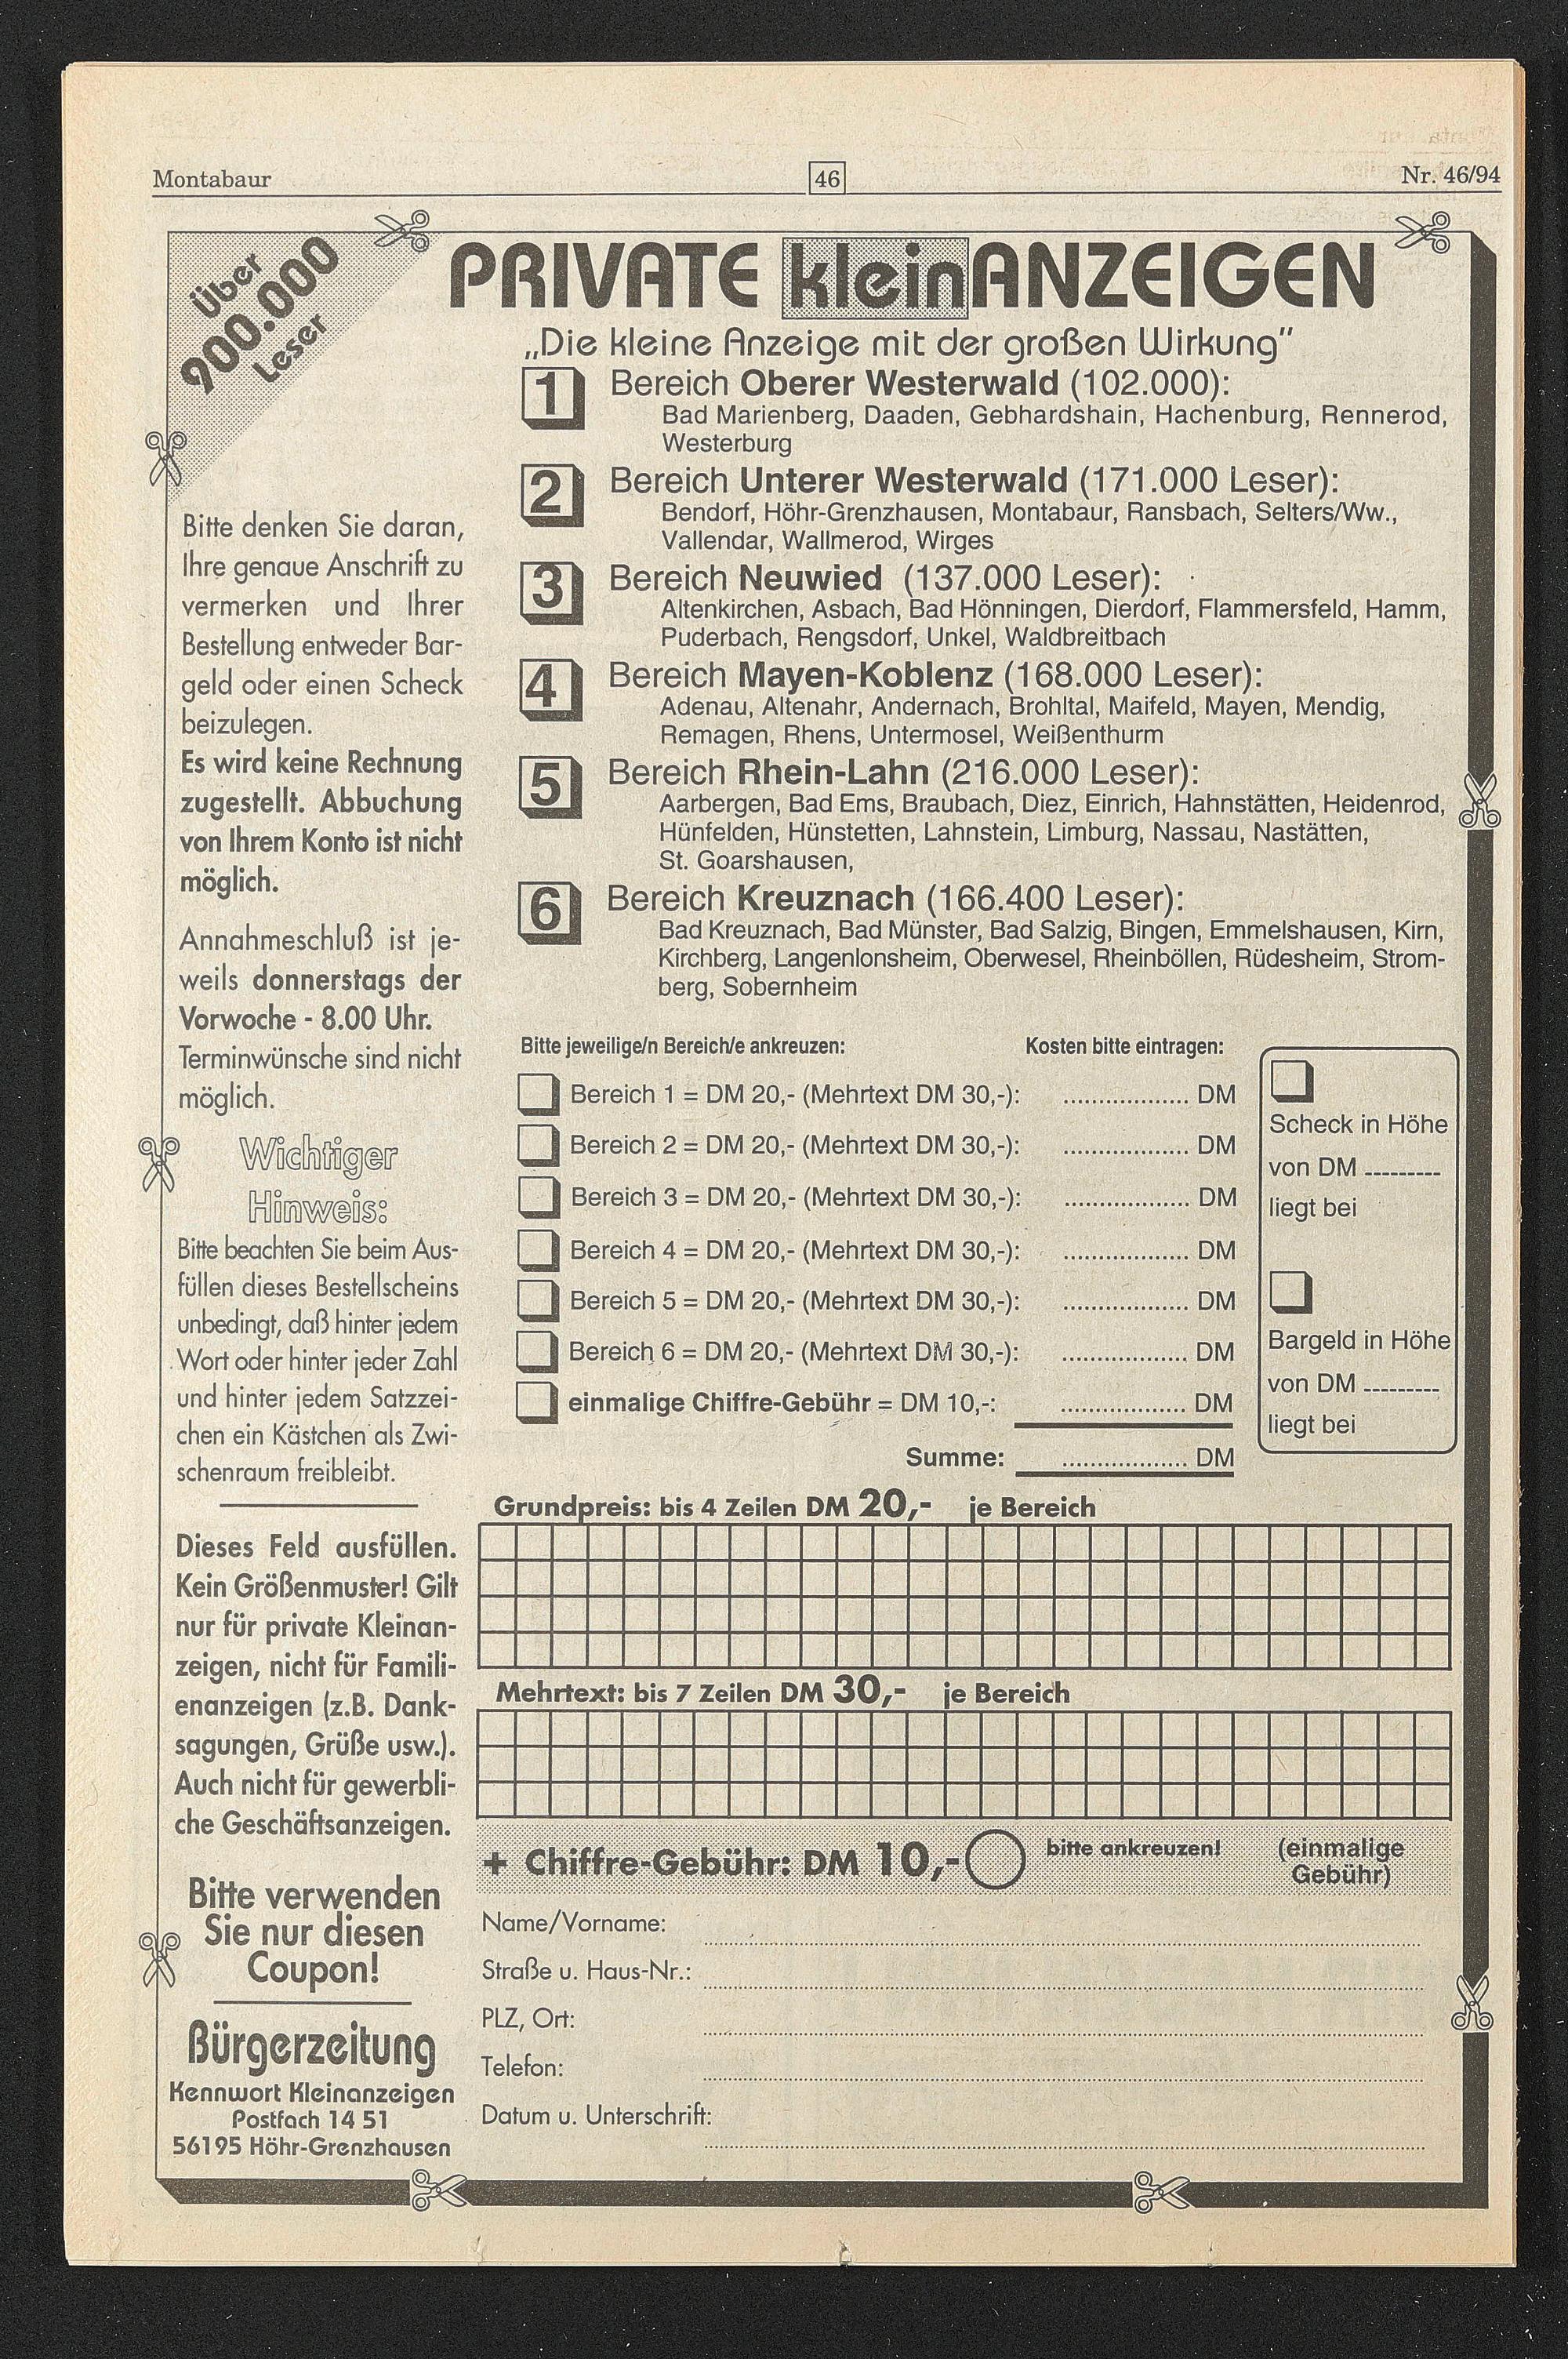 Montabaur
46
Nr. 46/94
Über
900.000
Leser
PRIVATE kleinANZEIGEN
„Die kleine Anzeige mit der großen Wirkung”
1 Bereich Oberer Westerwald (102.000):
Bad Marienberg, Daaden, Gebhardshain, Hachenburg, Rennerod,
Westerburg
2 Bereich Unterer Westerwald (171.000 Leser):
Bendorf, Höhr-Grenzhausen, Montabaur, Ransbach, Selters/Ww.,
Vallendar, Wallmerod, Wirges
3 Bereich Neuwied (137.000 Leser):
Altenkirchen, Asbach, Bad Hönningen, Dierdorf, Flammersfeld, Hamm,
Puderbach, Rengsdorf, Unkel, Waldbreitbach
4 Bereich Mayen-Koblenz (168.000 Leser):
Adenau, Altenahr, Andernach, Brohltal, Maifeld, Mayen, Mendig,
Remagen, Rhens, Untermosel, Weißenthurm
5 Bereich Rhein-Lahn (216.000 Leser):
Aarbergen, Bad Ems, Braubach, Diez, Einrich, Hahnstätten, Heidenrod,
Hünfelden, Hünstetten, Lahnstein, Limburg, Nassau, Nastätten,
St. Goarshausen,
6 Bereich Kreuznach (166.400 Leser):
Bad Kreuznach, Bad Münster, Bad Salzig, Bingen, Emmelshausen, Kirn,
Kirchberg, Langenlonsheim, Oberwesel, Rheinböllen, Rüdesheim, Strom-
berg, Sobernheim
Bitte denken Sie daran,
Ihre genaue Anschrift zu
vermerken und Ihrer
Bestellung entweder Bar-
geld oder einen Scheck
beizulegen.
Es wird keine Rechnung
zugestellt. Abbuchung
von Ihrem Konto ist nicht
möglich.
Annahmeschluß ist je-
weils donnerstags der
Vorwoche - 8.00 Uhr.
Terminwünsche sind nicht
möglich.
Wichtiger
Hinweis:
Bitte beachten Sie beim Aus-
füllen dieses Bestellscheins
unbedingt, daß hinter jedem
Wort oder hinter jeder Zahl
und hinter jedem Satzzei-
chen ein Kästchen als Zwi-
schenraum freibleibt.
Dieses Feld ausfüllen.
Kein Größenmuster! Gilt
nur für private Kleinan-
zeigen, nicht für Famili-
enanzeigen (z.B. Dank-
sagungen, Grüße usw.).
Auch nicht für gewerbli-
che Geschäftsanzeigen.
Bitte verwenden
Sie nur diesen
Coupon!
Bürgerzeitung
Kennwort Kleinanzeigen
Postfach 14 51
56195 Höhr-Grenzhausen
Bitte jeweilige/n Bereich/e ankreuzen: Kosten bitte eintragen:
Bereich 1 = DM 20,- (Mehrtext DM 30,-): .................. DM
Bereich 2 = DM 20,- (Mehrtext DM 30,-): .................. DM
Bereich 3 = DM 20,- (Mehrtext DM 30,-): .................. DM
Bereich 4 = DM 20,- (Mehrtext DM 30,-): .................. DM
Bereich 5 = DM 20,- (Mehrtext DM 30,-): .................. DM
Bereich 6 = DM 20,- (Mehrtext DM 30,-): .................. DM
einmalige Chiffre-Gebühr = DM 10,-: .................. DM
Summe: .................. DM
Scheck in Höhe
von DM ---------
liegt bei
Bargeld in Höhe
von DM ---------
liegt bei
Grundpreis: bis 4 Zeilen DM 20,- je Bereich
Mehrtext: bis 7 Zeilen DM 30,- je Bereich
+ Chiffre-Gebühr: DM 10,- bitte ankreuzen! (einmalige
Gebühr)
Name/Vorname:
Straße u. Haus-Nr.:
PLZ, Ort:
Telefon:
Datum u. Unterschrift: